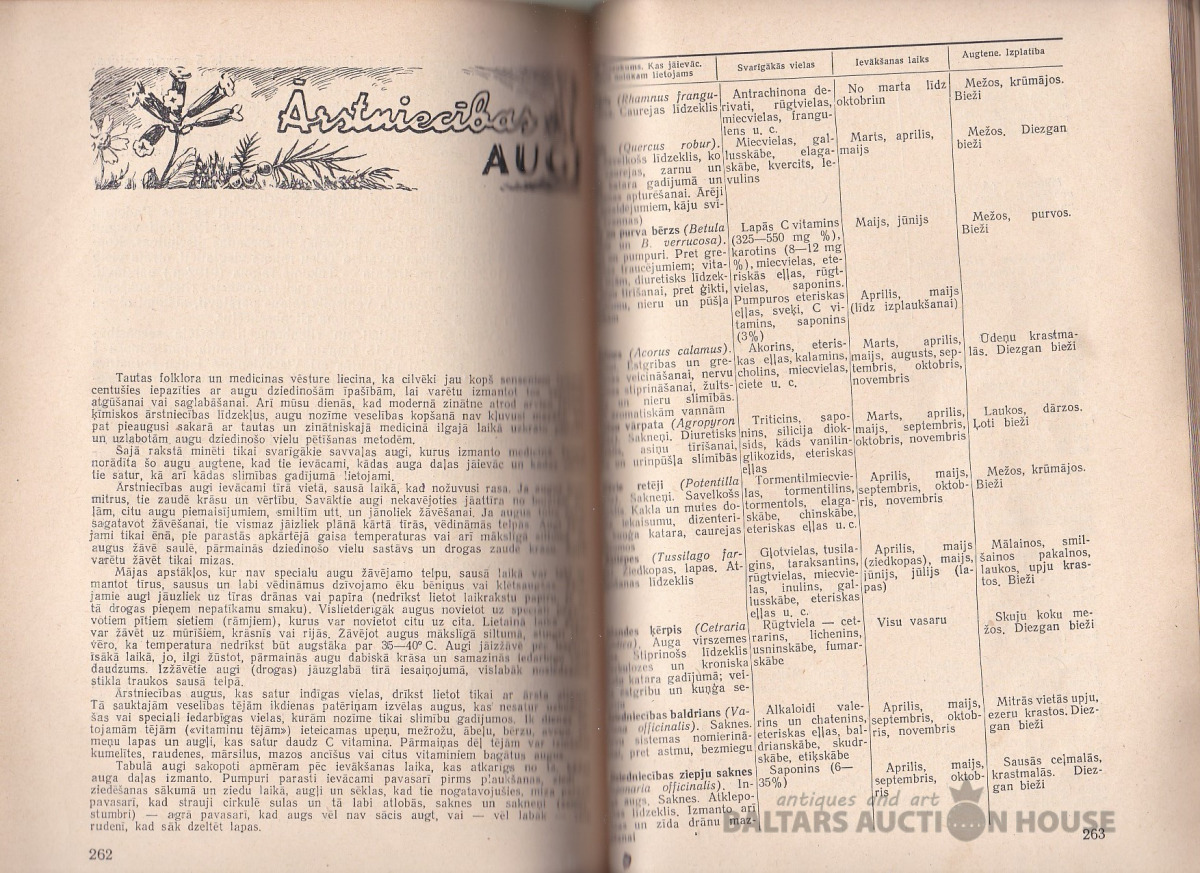 Ārstniecības
AUG
Tautas folklora un medicinas vēsture liecina, ka cilvēki jau kopš
centušies iepazīties ar augu dziedinošām īpašībām, lai varētu izmantot
atgūšanai vai saglabāšanai. Arī mūsu dienās, kad modernā zinātne atrod
ķīmiskos ārstniecības līdzekļus, augu nozīme veselības kopšanā nav kļuvusi
pat pieaugusi sakarā ar tautas un zinātniskajā medicinā ilgajā laikā
un uzlabotām augu dziedinošo vielu pētīšanas metodēm.
Šajā rakstā minēti tikai svarīgākie savvaļas augi, kurus izmanto
norādīta šo augu augtene, kad tie ievācami, kādas auga daļas jāievāc un
tie satur, kā arī kādas slimības gadījumā lietojami.
Ārstniecības augi ievācami tīrā vietā, sausā laikā, kad nožuvusi rasa. Ja
mitrus, tie zaudē krāsu un vērtību. Savāktie augi nekavējoties jāattīra no
ļām, citu augu piemaisījumiem, smiltīm utt. un jānoliek žāvēšanai. Ja augus
sagatavot žāvēšanai, tie vismaz jāizliek plānā kārtā tīrās, vēdināmās telpās
jami tikai ēnā, pie parastās apkārtējā gaisa temperaturas vai arī mākslīgā
augus žāvē saulē, pārmainās dziedinošo vielu sastāvs un drogas zaudē
varētu žāvēt tikai mizas.
Mājas apstākļos, kur nav specialu augu žāvējamo telpu, sausā laikā vai
mantot tīrus, sausus un labi vēdināmus dzīvojamo ēku bēniņus vai klētsaugšas
jamie augi jāuzliek uz tīras drānas vai papīra (nedrīkst lietot laikrakstu
tā drogas pieņem nepatīkamu smaku). Vislietderīgāk augus novietot uz
votiem pītiem sietiem (rāmjiem), kurus var novietot citu uz cita. Lietainā
var žāvēt uz mūrīšiem, krāsnīs vai rijās. Žāvējot augus mākslīgā siltumā,
vēro, ka temperatura nedrīkst būt augstāka par 35—40° C. Augi jāizžāvē
īsākā laikā, jo, ilgi žūstot, pārmainās augu dabiskā krāsa un samazinās
daudzums. Izžāvētie augi (drogas) jāuzglabā tīrā iesaiņojumā, vislabāk
stikla traukos sausā telpā.
Ārstniecības augus, kas satur indīgas vielas, drīkst lietot tikai ar
Tā sauktajām veselības tējām ikdienas patēriņam izvēlas augus, kas
šas vai speciali iedarbīgas vielas, kurām nozīme tikai slimību gadījumos.
tojamām tējām («vitaminu tējām») ieteicamas upeņu, mežrožu, ābeļu, bērzu,
meņu lapas un augļi, kas satur daudz C vitamina. Pārmaiņas dēļ tējām var
kumelītes, raudenes, mārsilus, mazos ancīšus vai citus vitaminiem bagātus
Tabulā augi sakopoti apmēram pēc ievākšanas laika, kas atkarīgs no
auga daļas izmanto. Pumpuri parasti ievācami pavasarī pirms plaukšanas,
ziedēšanas sākumā un ziedu laikā, augļi un sēklas, kad tie nogatavojušies,
pavasarī, kad strauji cirkulē sulas un tā labi atlobās, saknes un sakneņi
stumbri) — agrā pavasarī, kad augs vēl nav sācis augt, vai — vēl labāk
rudenī, kad sāk dzeltēt lapas.
262
Kas jāievāc. Svarīgākās vielas Ievākšanas laiks Augtene. Izplatība
lietojams
(Rhamnus frangu- Antrachinona de- No marta līdz Mežos, krūmājos.
Caurejas līdzeklis rivati, rūgtvielas, oktobrim Bieži
miecvielas, frangu-
lens u. c.
(Quercus robur). Miecvielas, gal- Marts, aprilis, Mežos. Diezgan
līdzeklis, ko lusskābe, elaga- maijs bieži
zarnu un skābe, kvercits, le-
gadījumā un vulins
apturēšanai. Ārēji
kāju svi-
purva bērzs (Betula Lapās C vitamins Maijs, jūnijs Mežos, purvos.
un B. verrucosa). (325—550 mg %), Bieži
pumpuri. Pret gre- karotins (8—12 mg
vita- %), miecvielas, ete-
diuretisks līdzek- riskās eļļas, rūgt-
tīrīšanai, pret ģikti, vielas, saponins. Aprilis, maijs
nieru un pūšļa Pumpuros eteriskas (līdz izplaukšanai)
eļļas, sveķi, C vi-
tamins, saponins
(3%)
(Acorus calamus). Akorins, eteris- Marts, aprilis, Ūdeņu krastma-
un gre- kas eļļas, kalamins, maijs, augusts, sep- lās. Diezgan bieži
veicināšanai, nervu cholins, miecvielas, tembris, oktobris,
stiprināšanai, žults- ciete u. c. novembris
un nieru slimībās.
vannām
vārpata (Agropyron Triticins, sapo- Marts, aprilis, Laukos, dārzos.
Sakneņi. Diuretisks nins, silicija diok- maijs, septembris, Ļoti bieži
asiņu tīrīšanai, sids, kāds vanilin- oktobris, novembris
urīnpūšļa slimībās glikozids, eteriskā
eļļas
retēji (Potentilla Tormentilmiecvie- Aprilis, maijs, Mežos, krūmājos.
Sakneņi. Savelkošs las, tormentilins, septembris, oktob- Bieži
Kakla un mutes do- tormentols, elaga- ris, novembris
dizenteri- skābe, chinskābe,
katara, caurejas eteriskas eļļas u. c.
(Tussilago far- Gļotvielas, tusila- Aprilis, maijs Mālainos, smil-
Ziedkopas, lapas. At- gins, taraksantins, (ziedkopas), maijs, šainos pakalnos,
līdzeklis rūgtvielas, miecvie- jūnijs, jūlijs (la- laukos, upju kras-
las, inulins, gal- pas) tos. Bieži
lusskābe, eteriskas
eļļas u. c.
ķērpis (Cetraria Rūgtviela — cet- Visu vasaru Skuju koku me-
Auga virszemes rarins, lichenins, žos. Diezgan bieži
Stiprinošs līdzeklis usninskābe, fumar-
un kroniska skābe
katara gadījumā; vei-
un kuņģa se-
baldrians (Va- Alkaloidi vale- Aprilis, maijs, Mitrās vietās upju,
officinalis). Saknes. rins un chatenins, septembris, oktob- ezeru krastos. Diez-
sistemas nomierinā- eteriskās eļļas, bal- ris, novembris gan bieži
pret astmu, bezmiegu drianskābe, skudr-
skābe, etiķskābe
ziepju saknes Saponins (6— Aprilis, maijs, Sausās ceļmalās,
officinalis). In- 35%) septembris, oktob- krastmalās. Diez-
augs. Saknes. Atklepo- ris gan bieži
līdzeklis. Izmanto arī
un zīda drānu maz-
263
antiques and art
BALTARS AUCTION HOUSE